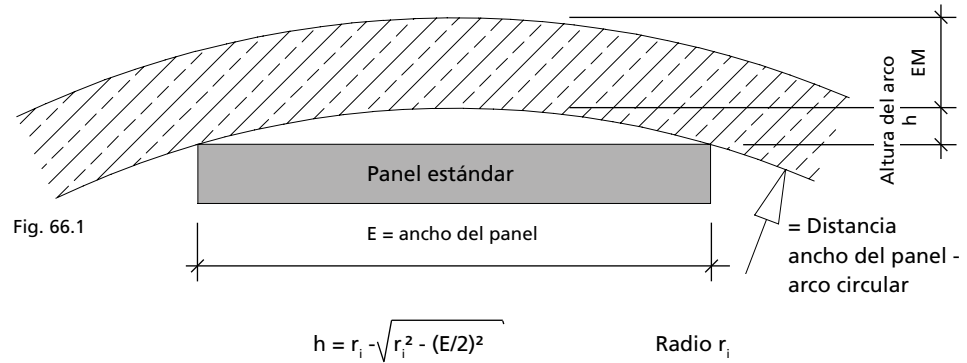 EM
Altura del arco
h
Panel estándar
Fig. 66.1
E = ancho del panel
= Distancia
ancho del panel -
arco circular
h = rᵢ -√rᵢ² - (E/2)²
Radio rᵢ